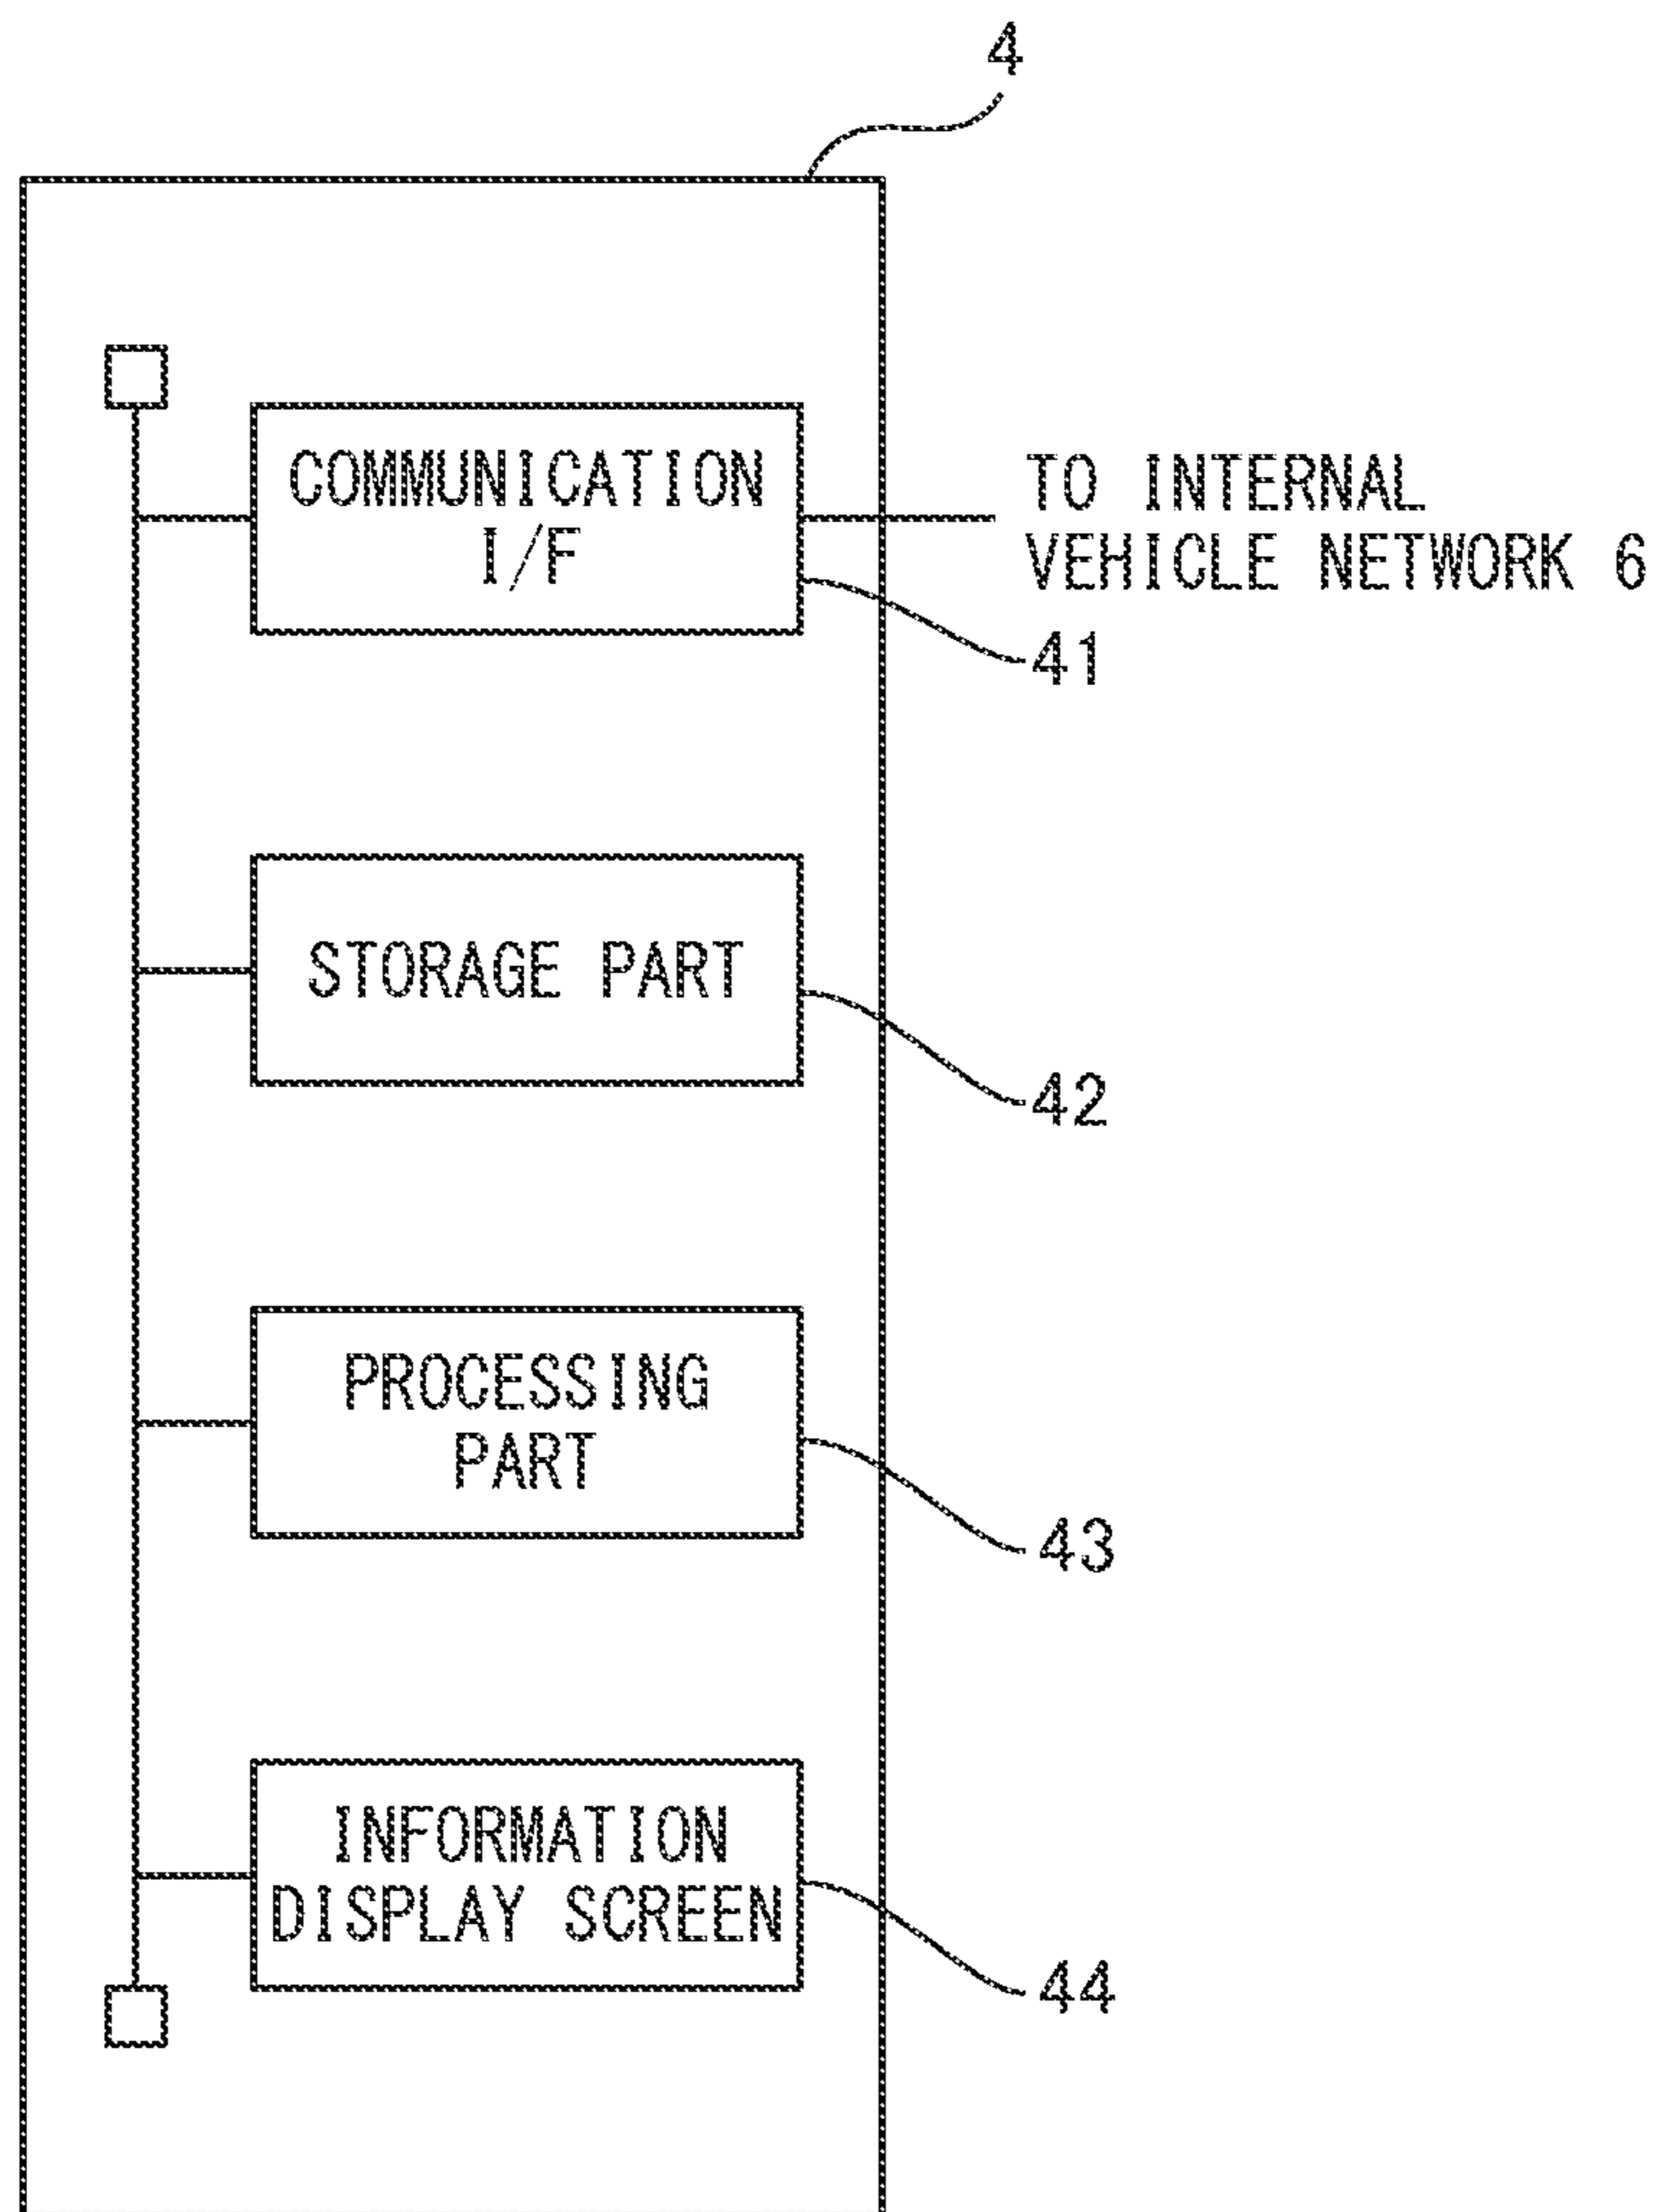 4
COMMUNICATION
I/F
TO INTERNAL
VEHICLE NETWORK 6
41
STORAGE PART
42
PROCESSING
PART
43
INFORMATION
DISPLAY SCREEN
44